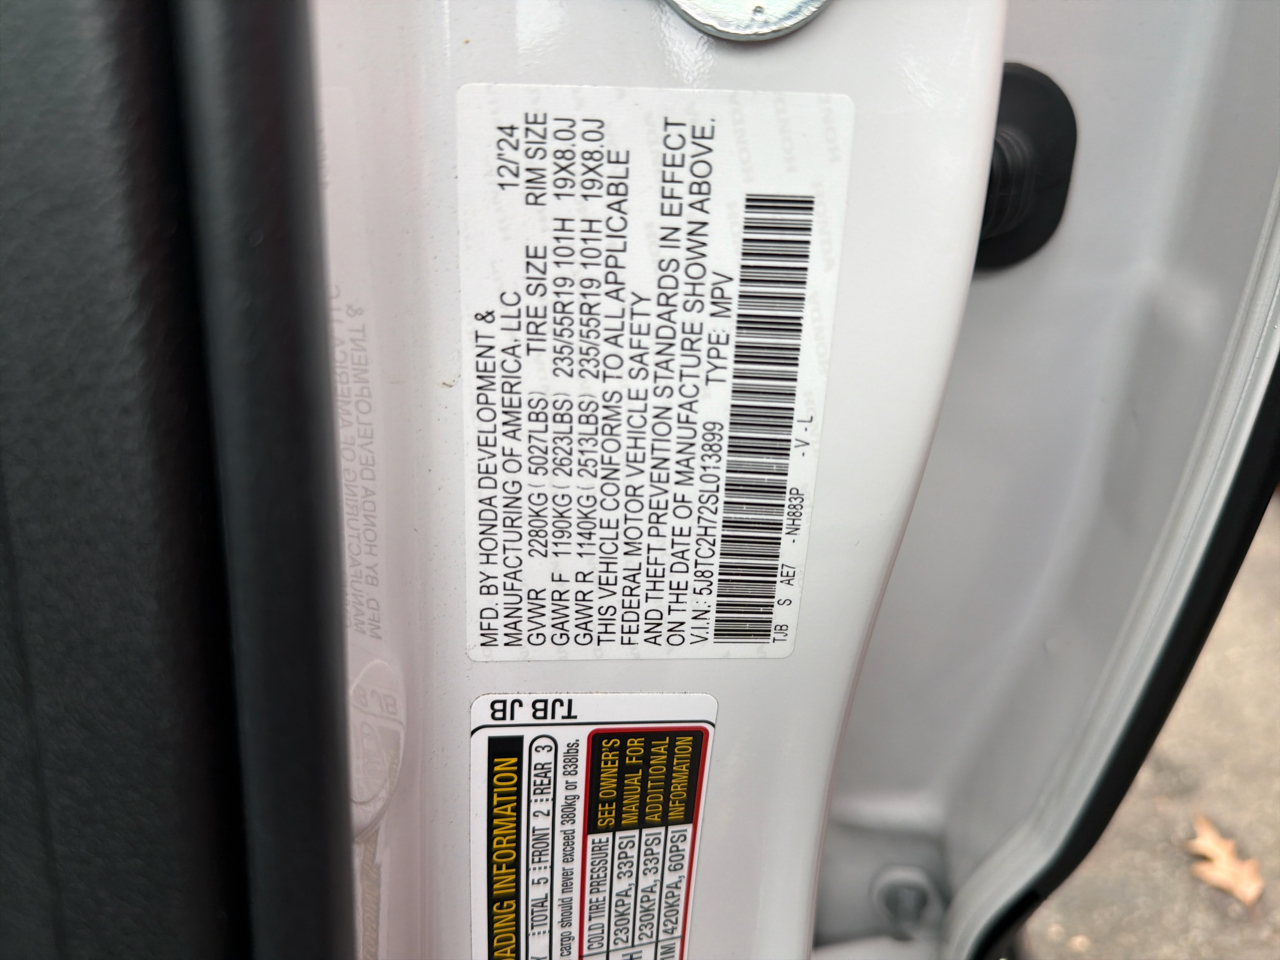 MFD. BY HONDA DEVELOPMENT &
MANUFACTURING OF AMERICA, LLC 12/'24
GVWR 2280KG ( 5027LBS) TIRE SIZE RIM SIZE
GAWR F 1190KG ( 2623LBS) 235/55R19 101H 19X8.0J
GAWR R 1140KG ( 2513LBS) 235/55R19 101H 19X8.0J
THIS VEHICLE CONFORMS TO ALL APPLICABLE
FEDERAL MOTOR VEHICLE SAFETY
AND THEFT PREVENTION STANDARDS IN EFFECT
ON THE DATE OF MANUFACTURE SHOWN ABOVE.
V.I.N.: 5J8TC2H72SL013899 TYPE: MPV
TJB S AE7 - NH883P - V - L
TJB JB
TJB JB
INFORMATION
TOTAL 5 FRONT 2 REAR 3
cargo should never exceed 380kg or 838lbs.
COLD TIRE PRESSURE
230KPA, 33PSI
230KPA, 33PSI
420KPA, 60PSI
SEE OWNER'S
MANUAL FOR
ADDITIONAL
INFORMATION